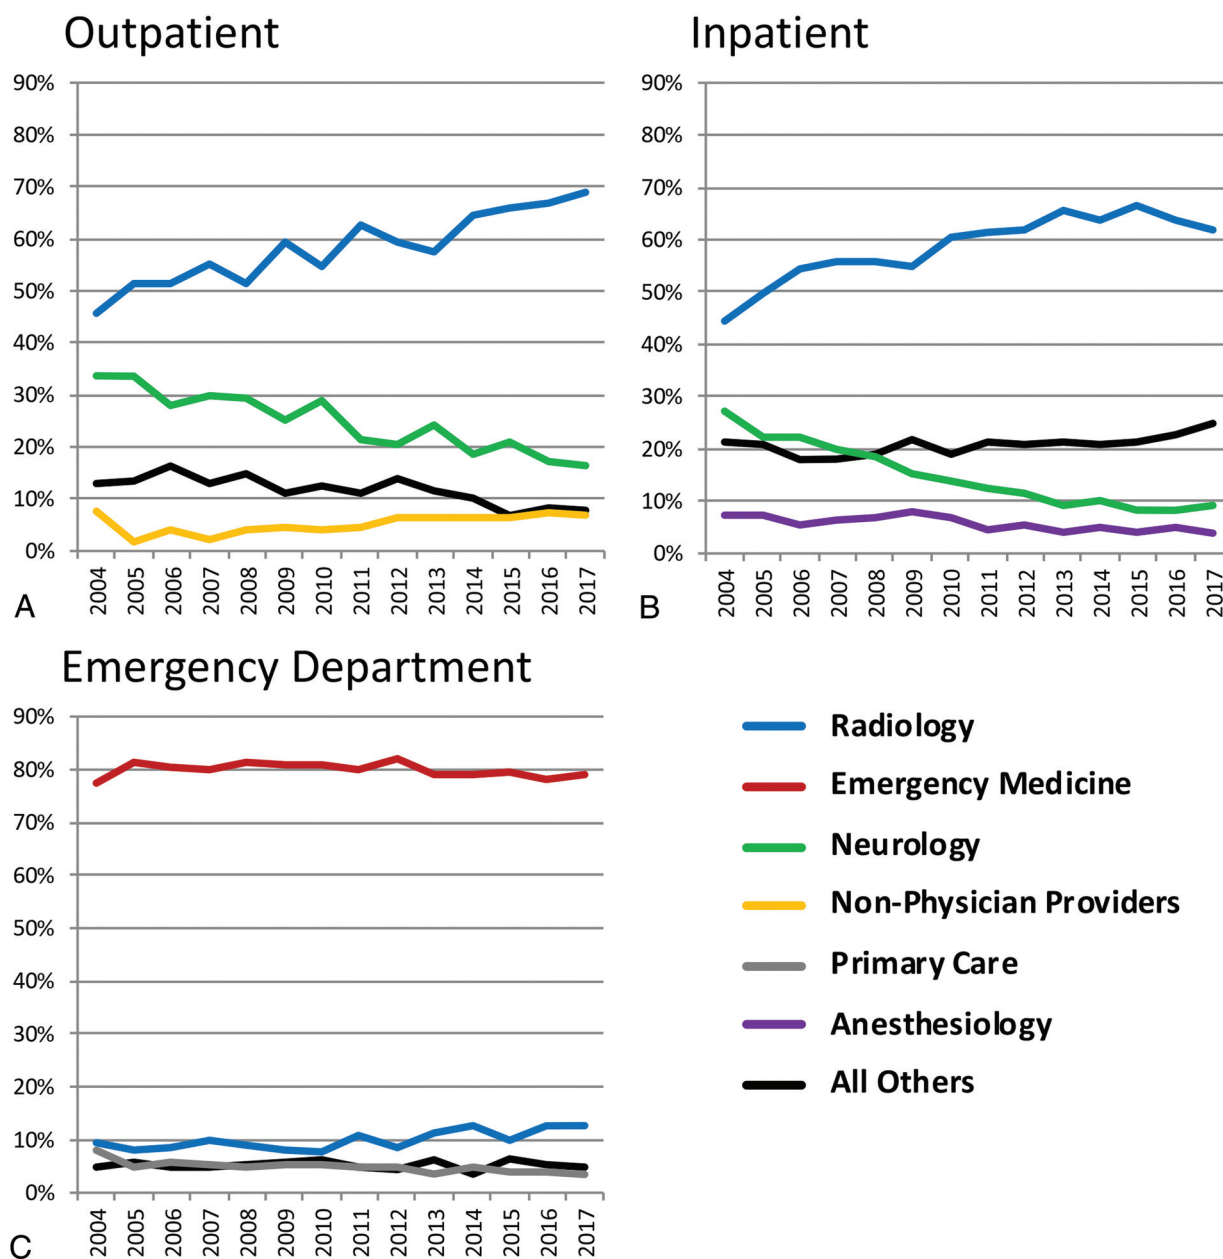 Outpatient
90%
80%
70%
60%
50%
40%
30%
20%
10%
0%
2004 2005 2006 2007 2008 2009 2010 2011 2012 2013 2014 2015 2016 2017
A
Inpatient
90%
80%
70%
60%
50%
40%
30%
20%
10%
0%
2004 2005 2006 2007 2008 2009 2010 2011 2012 2013 2014 2015 2016 2017
B
Emergency Department
90%
80%
70%
60%
50%
40%
30%
20%
10%
0%
2004 2005 2006 2007 2008 2009 2010 2011 2012 2013 2014 2015 2016 2017
C
Radiology
Emergency Medicine
Neurology
Non-Physician Providers
Primary Care
Anesthesiology
All Others